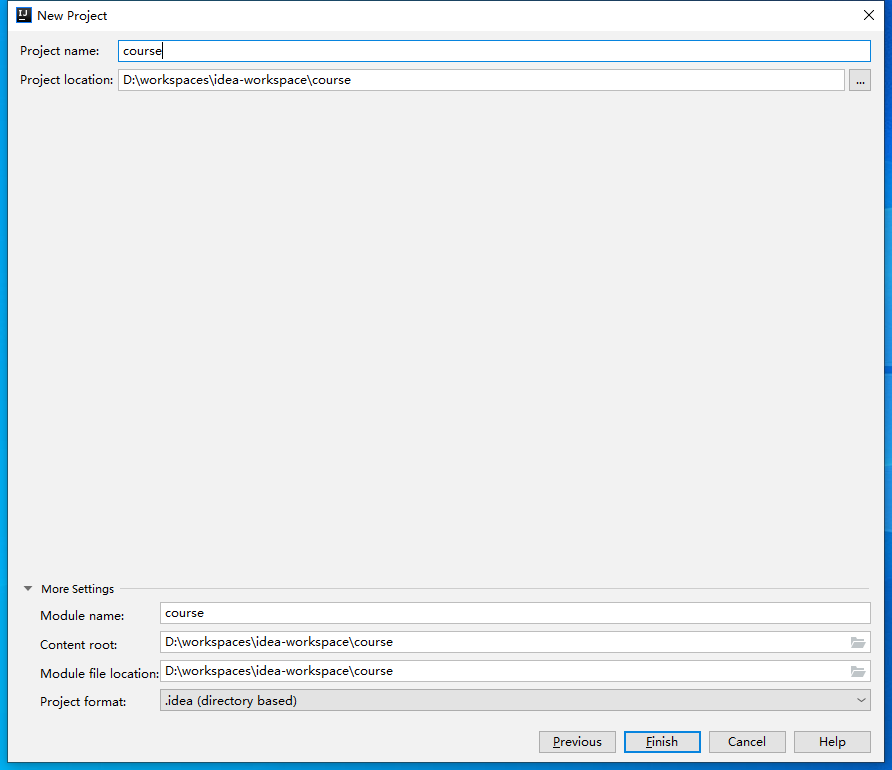 New Project
Project name: course
Project location: D:\workspaces\idea-workspace\course ...
More Settings
Module name: course
Content root: D:\workspaces\idea-workspace\course
Module file location: D:\workspaces\idea-workspace\course
Project format: .idea (directory based)
Previous Finish Cancel Help